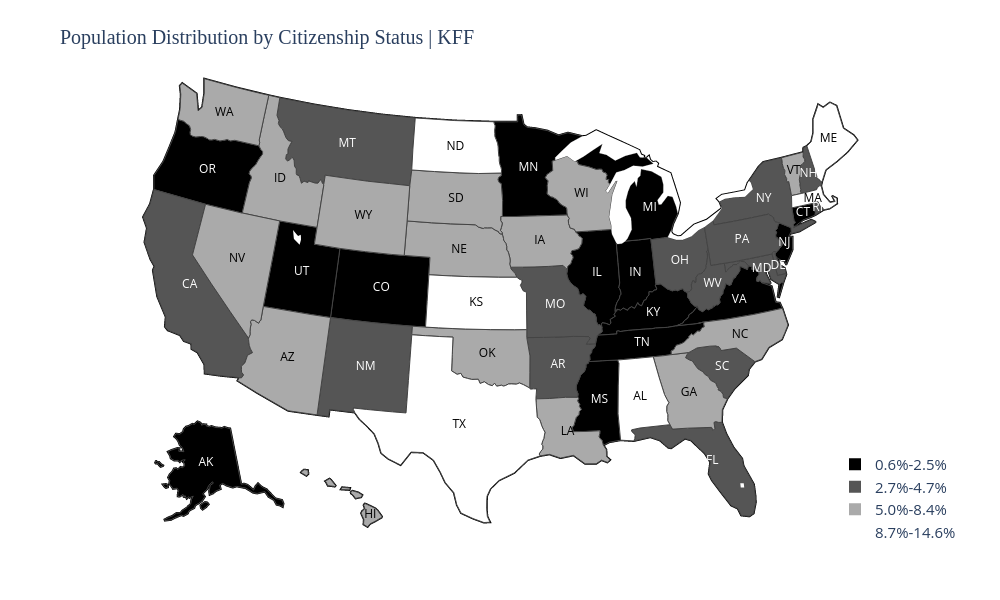 Population Distribution by Citizenship Status | KFF
WA
MT
ND
MN
ME
OR
ID
SD
WI
MI
VT
NH
NY
MA
WY
CT
RI
NE
IA
PA
NJ
NV
UT
CO
IL
IN
OH
MD
DE
CA
KS
MO
WV
VA
KY
NC
TN
AZ
OK
AR
SC
NM
MS
AL
GA
TX
LA
FL
AK
HI
0.6%-2.5%
2.7%-4.7%
5.0%-8.4%
8.7%-14.6%